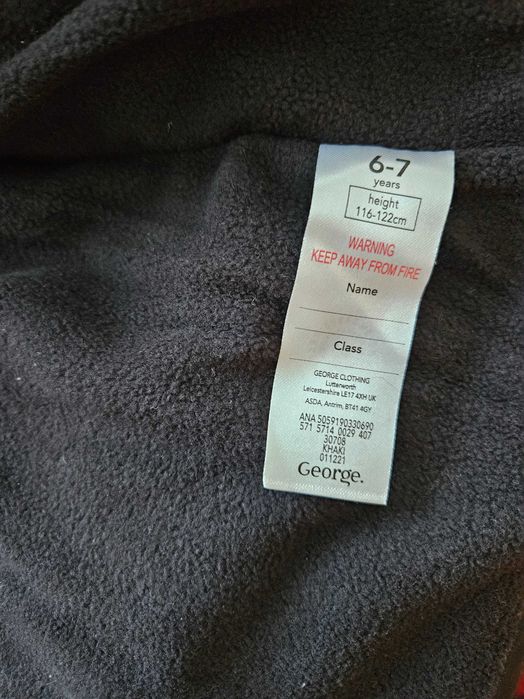 6-7
years
height
116-122cm
WARNING
KEEP AWAY FROM FIRE
Name
Class
GEORGE CLOTHING
Lutterworth
Leicestershire LE17 4XH UK
ASDA, Antrim, BT41 4GY
ANA 5059190330690
571 5714 0029 407
30708
KHAKI
011221
George.